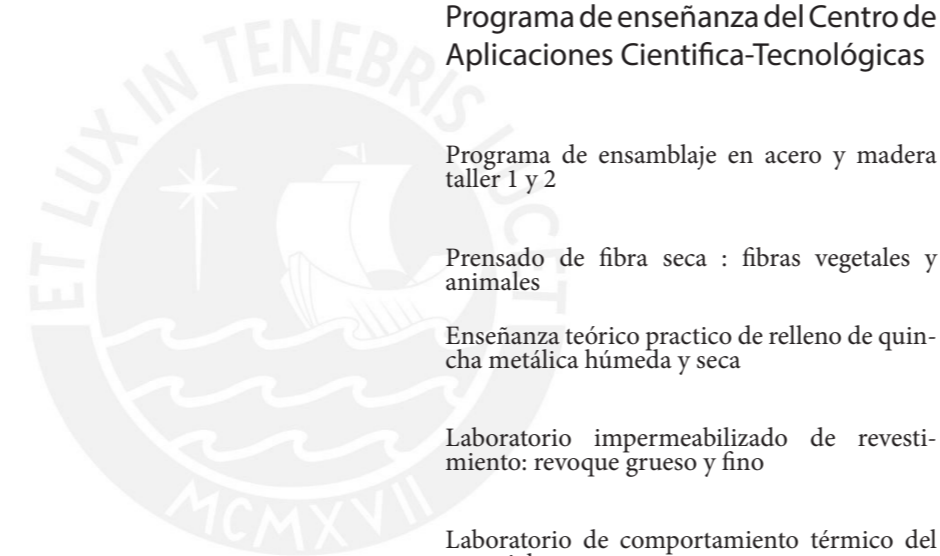 ET LUX IN TENEBRIS LUCET
MCMXVII
Programa de enseñanza del Centro de
Aplicaciones Cientifica-Tecnológicas
Programa de ensamblaje en acero y madera
taller 1 y 2
Prensado de fibra seca : fibras vegetales y
animales
Enseñanza teórico practico de relleno de quin-
cha metálica húmeda y seca
Laboratorio impermeabilizado de revesti-
miento: revoque grueso y fino
Laboratorio de comportamiento térmico del